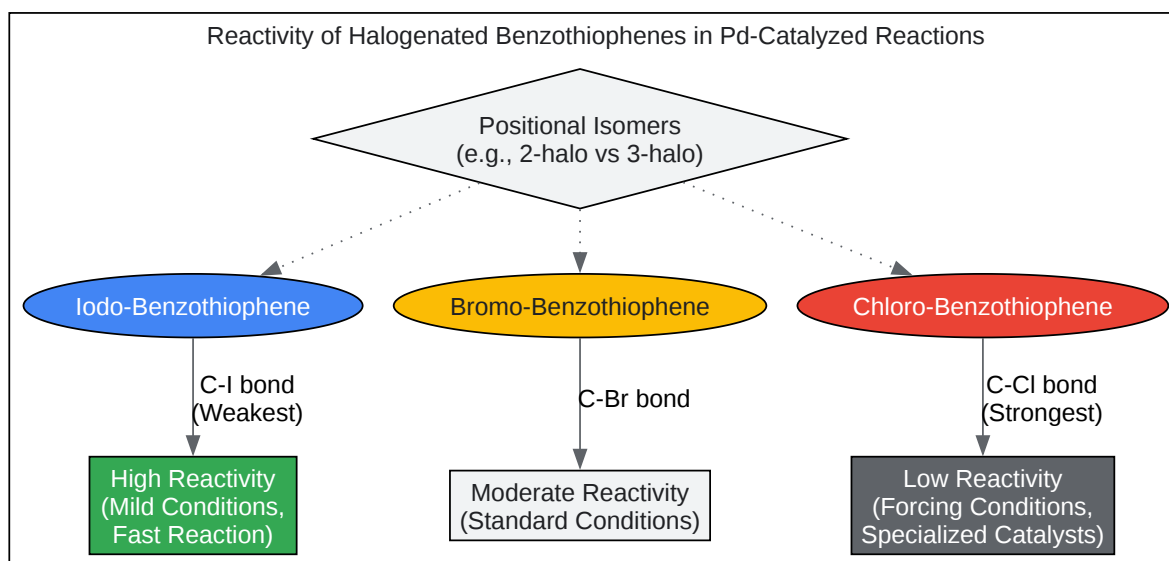 Reactivity of Halogenated Benzothiophenes in Pd-Catalyzed Reactions
Positional Isomers
(e.g., 2-halo vs 3-halo)
Iodo-Benzothiophene
Bromo-Benzothiophene
Chloro-Benzothiophene
C-I bond
(Weakest)
C-Br bond
C-Cl bond
(Strongest)
High Reactivity
(Mild Conditions,
Fast Reaction)
Moderate Reactivity
(Standard Conditions)
Low Reactivity
(Forcing Conditions,
Specialized Catalysts)